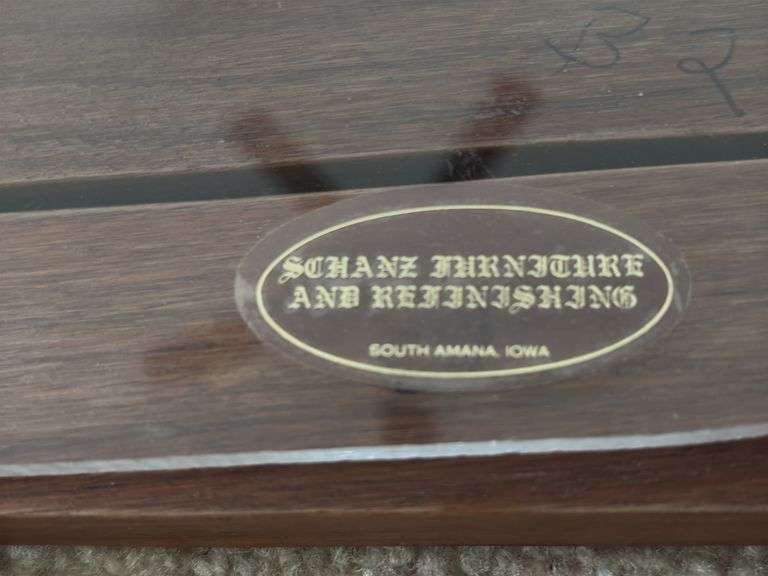 SCHANZ FURNITURE
AND REFINISHING
SOUTH AMANA, IOWA